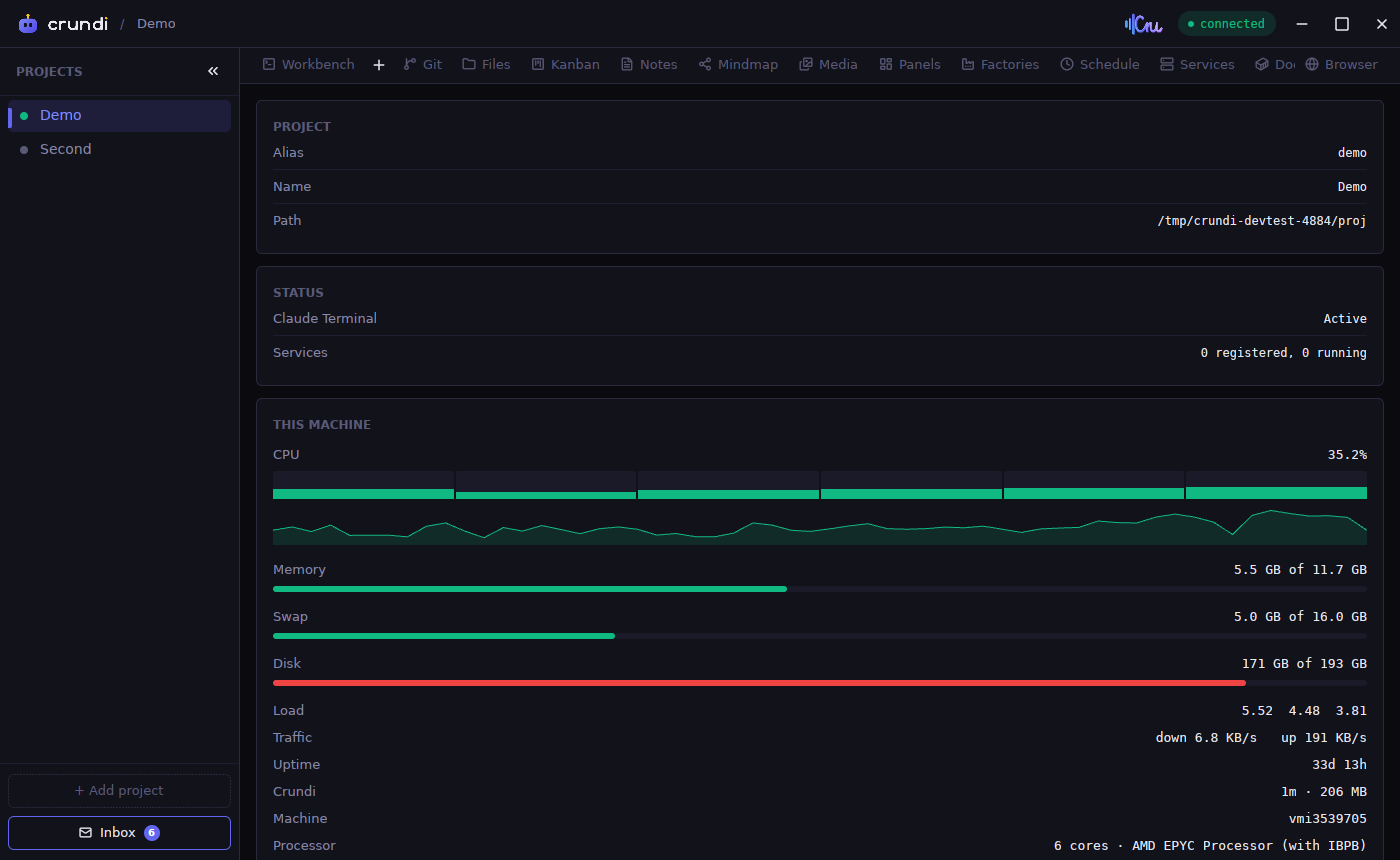 crundi / Demo
Cru
connected
PROJECTS
Workbench + Git Files Kanban Notes Mindmap Media Panels Factories Schedule Services Browser
Demo
Second
PROJECT
Alias demo
Name Demo
Path /tmp/crundi-devtest-4884/proj
STATUS
Claude Terminal Active
Services 0 registered, 0 running
THIS MACHINE
CPU 35.2%
Memory 5.5 GB of 11.7 GB
Swap 5.0 GB of 16.0 GB
Disk 171 GB of 193 GB
Load 5.52 4.48 3.81
Traffic down 6.8 KB/s up 191 KB/s
Uptime 33d 13h
Crundi 1m · 206 MB
Machine vmi3539705
Processor 6 cores · AMD EPYC Processor (with IBPB)
+ Add project
Inbox 6